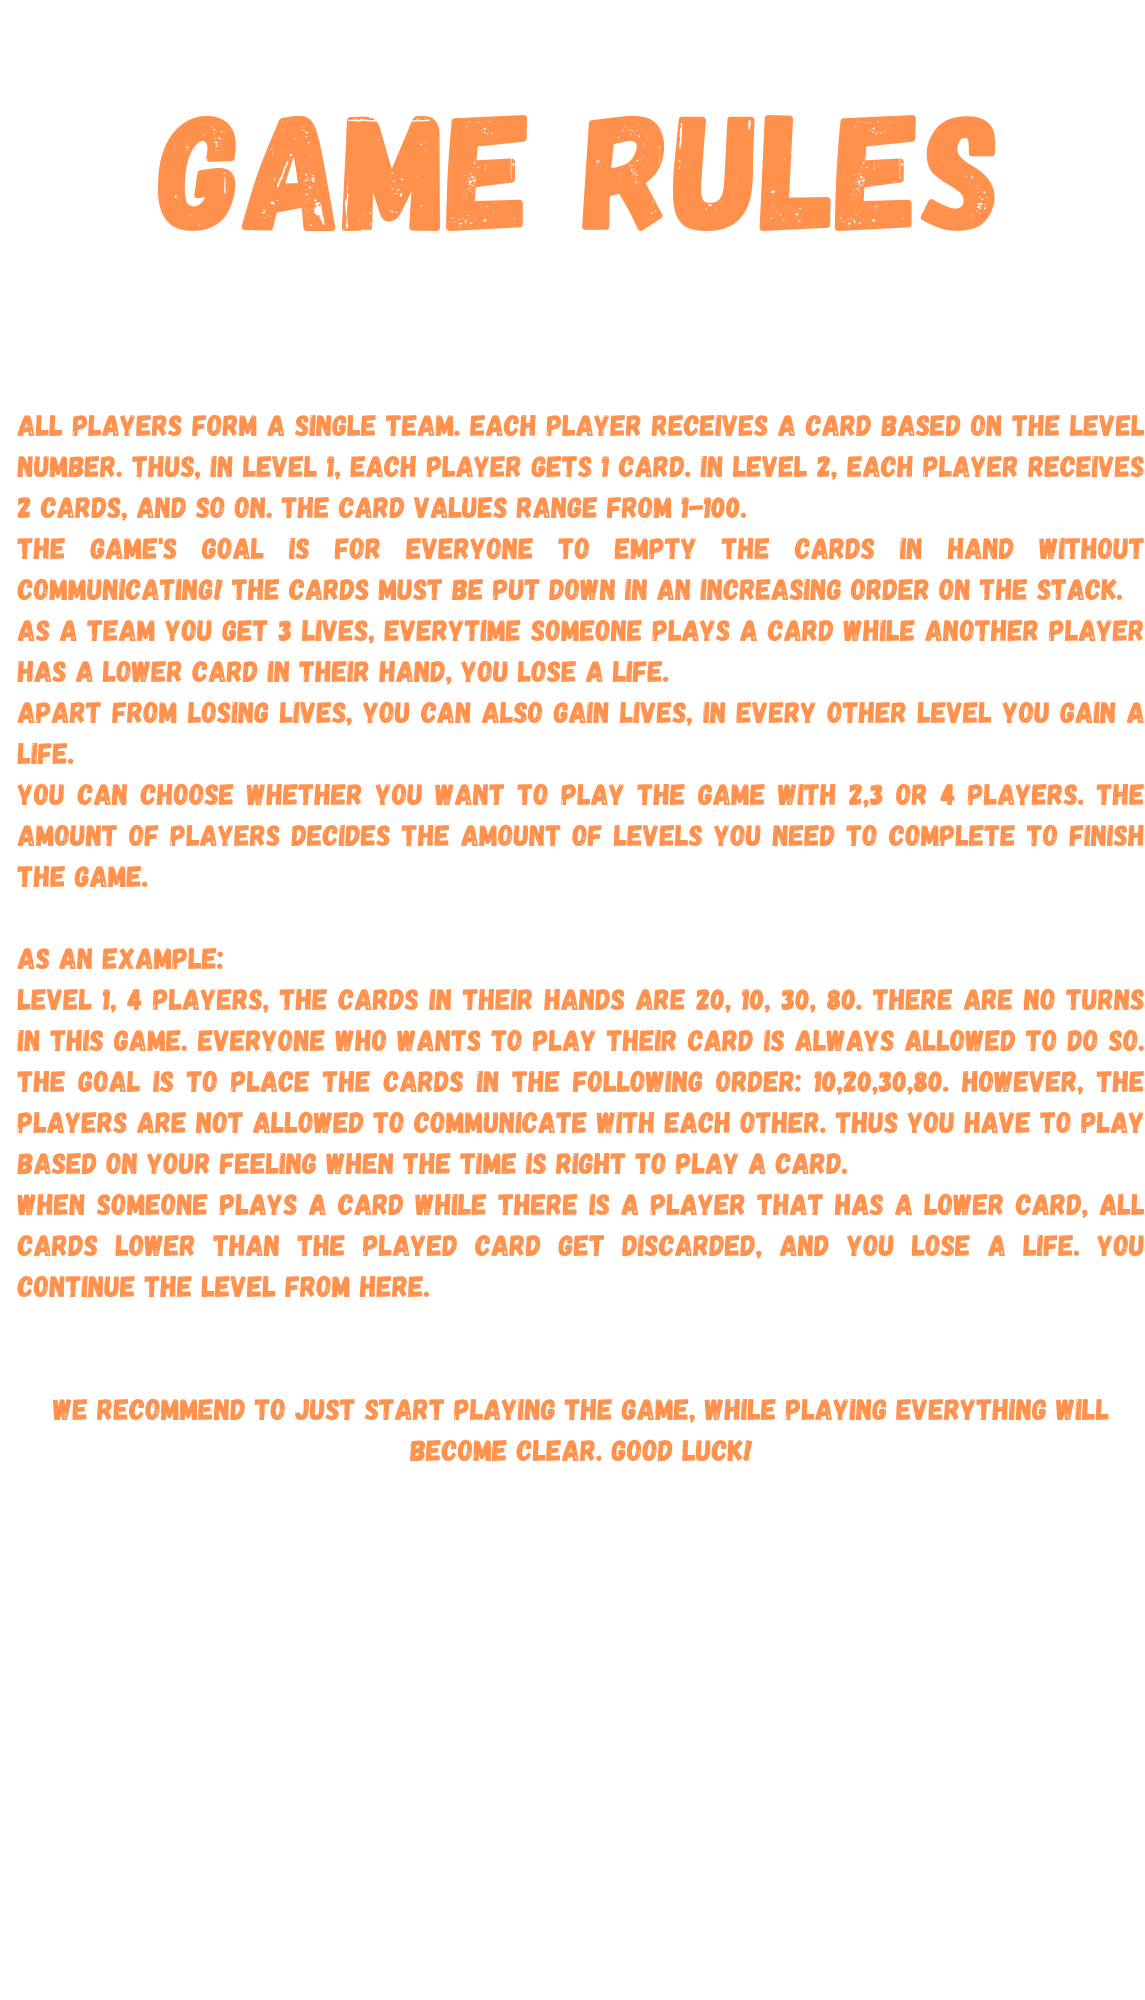 GAME RULES
ALL PLAYERS FORM A SINGLE TEAM. EACH PLAYER RECEIVES A CARD BASED ON THE LEVEL
NUMBER. THUS, IN LEVEL 1, EACH PLAYER GETS 1 CARD. IN LEVEL 2, EACH PLAYER RECEIVES
2 CARDS, AND SO ON. THE CARD VALUES RANGE FROM 1-100.
THE GAME'S GOAL IS FOR EVERYONE TO EMPTY THE CARDS IN HAND WITHOUT
COMMUNICATING! THE CARDS MUST BE PUT DOWN IN AN INCREASING ORDER ON THE STACK.
AS A TEAM YOU GET 3 LIVES, EVERYTIME SOMEONE PLAYS A CARD WHILE ANOTHER PLAYER
HAS A LOWER CARD IN THEIR HAND, YOU LOSE A LIFE.
APART FROM LOSING LIVES, YOU CAN ALSO GAIN LIVES, IN EVERY OTHER LEVEL YOU GAIN A
LIFE.
YOU CAN CHOOSE WHETHER YOU WANT TO PLAY THE GAME WITH 2,3 OR 4 PLAYERS. THE
AMOUNT OF PLAYERS DECIDES THE AMOUNT OF LEVELS YOU NEED TO COMPLETE TO FINISH
THE GAME.
AS AN EXAMPLE:
LEVEL 1, 4 PLAYERS, THE CARDS IN THEIR HANDS ARE 20, 10, 30, 80. THERE ARE NO TURNS
IN THIS GAME. EVERYONE WHO WANTS TO PLAY THEIR CARD IS ALWAYS ALLOWED TO DO SO.
THE GOAL IS TO PLACE THE CARDS IN THE FOLLOWING ORDER: 10,20,30,80. HOWEVER, THE
PLAYERS ARE NOT ALLOWED TO COMMUNICATE WITH EACH OTHER. THUS YOU HAVE TO PLAY
BASED ON YOUR FEELING WHEN THE TIME IS RIGHT TO PLAY A CARD.
WHEN SOMEONE PLAYS A CARD WHILE THERE IS A PLAYER THAT HAS A LOWER CARD, ALL
CARDS LOWER THAN THE PLAYED CARD GET DISCARDED, AND YOU LOSE A LIFE. YOU
CONTINUE THE LEVEL FROM HERE.
WE RECOMMEND TO JUST START PLAYING THE GAME, WHILE PLAYING EVERYTHING WILL
BECOME CLEAR. GOOD LUCK!